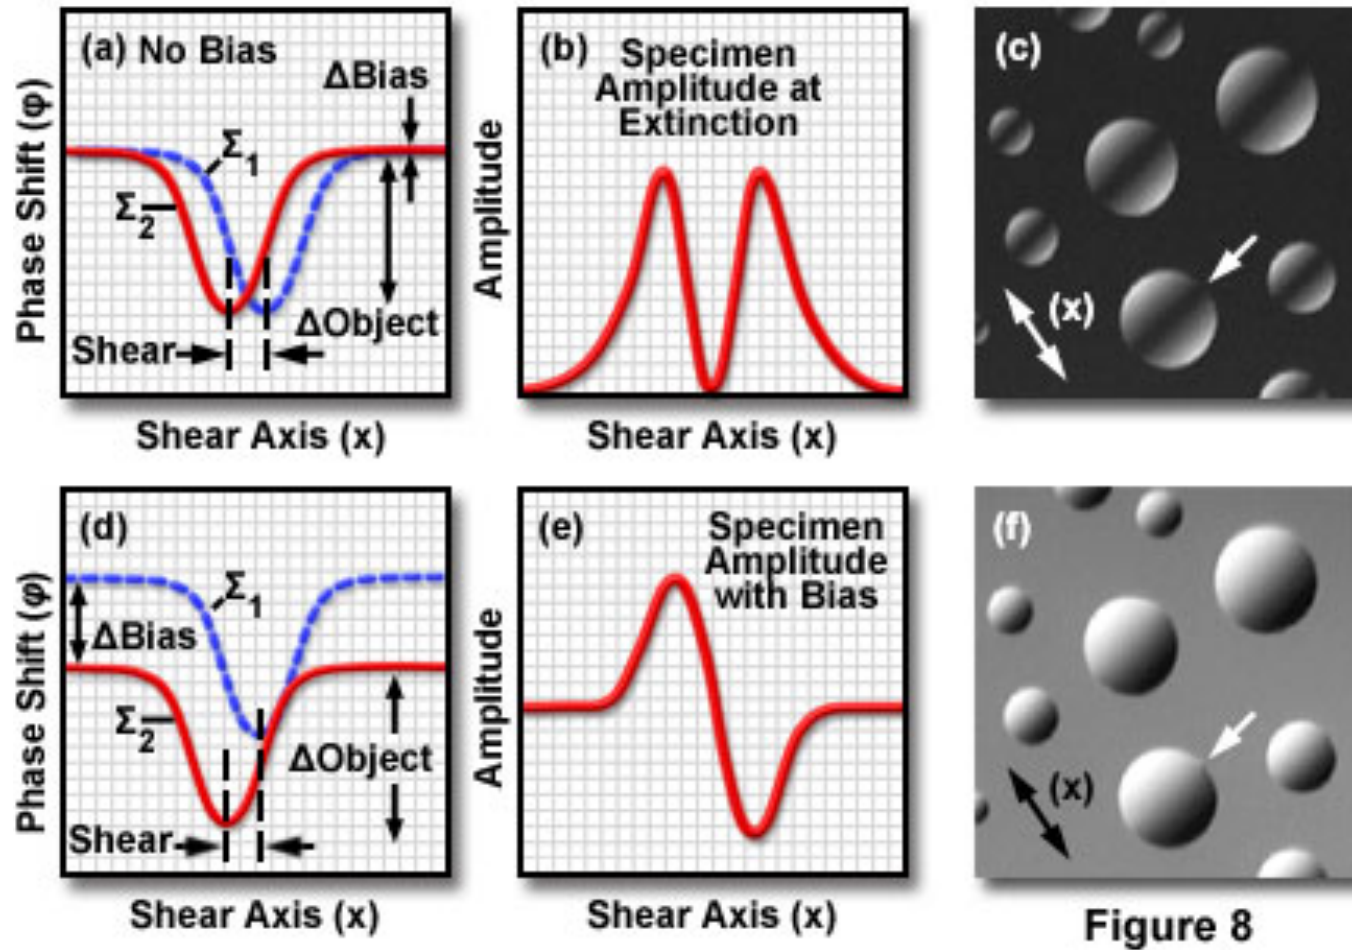 (a) No Bias
ΔBias
Σ1
Σ2
ΔObject
Shear
Phase Shift (φ)
Shear Axis (x)
(b)
Specimen
Amplitude at
Extinction
Amplitude
Shear Axis (x)
(c)
(x)
(d)
Σ1
ΔBias
Σ2
ΔObject
Shear
Phase Shift (φ)
Shear Axis (x)
(e)
Specimen
Amplitude
with Bias
Amplitude
Shear Axis (x)
(f)
(x)
Figure 8